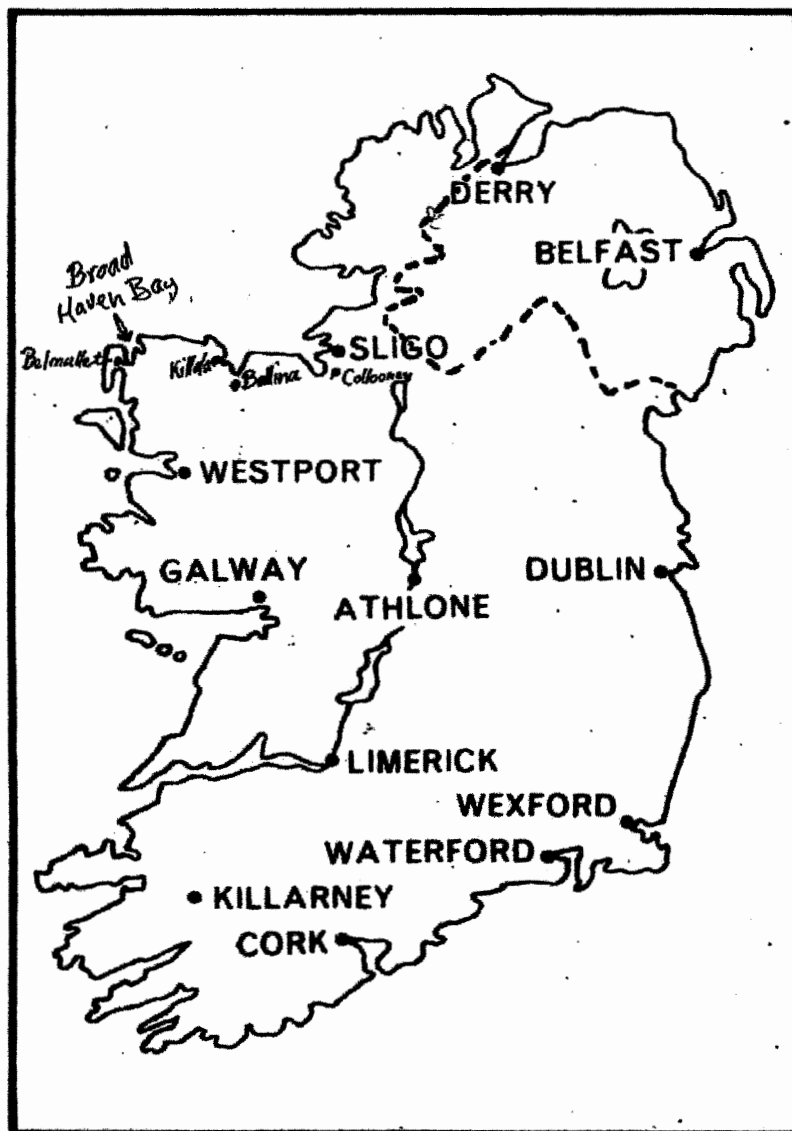 DERRY
BELFAST
Broad
Haven Bay
Belmullet
Killala
Ballina
SLIGO
Collooney
WESTPORT
GALWAY
ATHLONE
DUBLIN
LIMERICK
WEXFORD
WATERFORD
KILLARNEY
CORK